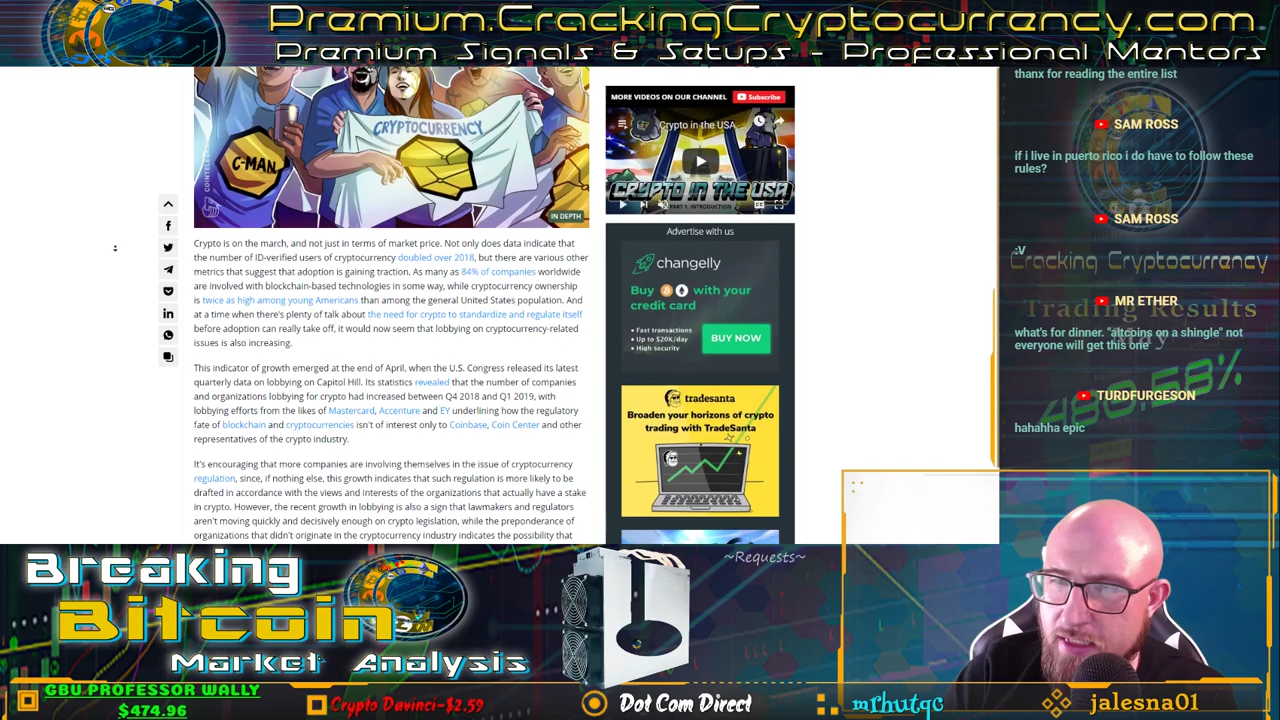 Premium.CrackingCryptocurrency.com
Premium Signals & Setups - Professional Mentors
CRYPTOCURRENCY
C-MAN
IN DEPTH
Crypto is on the march, and not just in terms of market price. Not only does data indicate that
the number of ID-verified users of cryptocurrency doubled over 2018, but there are various other
metrics that suggest that adoption is gaining traction. As many as 84% of companies worldwide
are involved with blockchain-based technologies in some way, while cryptocurrency ownership
is twice as high among young Americans than among the general United States population. And
at a time when there's plenty of talk about the need for crypto to standardize and regulate itself
before adoption can really take off, it would now seem that lobbying on cryptocurrency-related
issues is also increasing.
This indicator of growth emerged at the end of April, when the U.S. Congress released its latest
quarterly data on lobbying on Capitol Hill. Its statistics revealed that the number of companies
and organizations lobbying for crypto had increased between Q4 2018 and Q1 2019, with
lobbying efforts from the likes of Mastercard, Accenture and EY underlining how the regulatory
fate of blockchain and cryptocurrencies isn't of interest only to Coinbase, Coin Center and other
representatives of the crypto industry.
It's encouraging that more companies are involving themselves in the issue of cryptocurrency
regulation, since, if nothing else, this growth indicates that such regulation is more likely to be
drafted in accordance with the views and interests of the organizations that actually have a stake
in crypto. However, the recent growth in lobbying is also a sign that lawmakers and regulators
aren't moving quickly and decisively enough on crypto legislation, while the preponderance of
organizations that didn't originate in the cryptocurrency industry indicates the possibility that
MORE VIDEOS ON OUR CHANNEL
Subscribe
Crypto in the USA
CRYPTO IN THE USA
PART I: INTRODUCTION
Advertise with us
changelly
Buy with your
credit card
• Fast transactions
• Up to $20K/day
• High security
BUY NOW
tradesanta
Broaden your horizons of crypto
trading with TradeSanta
thanx for reading the entire list
SAM ROSS
if i live in puerto rico i do have to follow these
rules?
SAM ROSS
:V
Cracking Cryptocurrency
MR ETHER
Trading Results
what's for dinner. "altcoins on a shingle" not
everyone will get this one
May
480.58%
TURDFURGESON
hahahha epic
Breaking
Bitcoin
Market Analysis
~Requests~
GBU PROFESSOR WALLY
$474.96
Crypto Davinci-$2.59
Dot Com Direct
mrhutqc
jalesna01